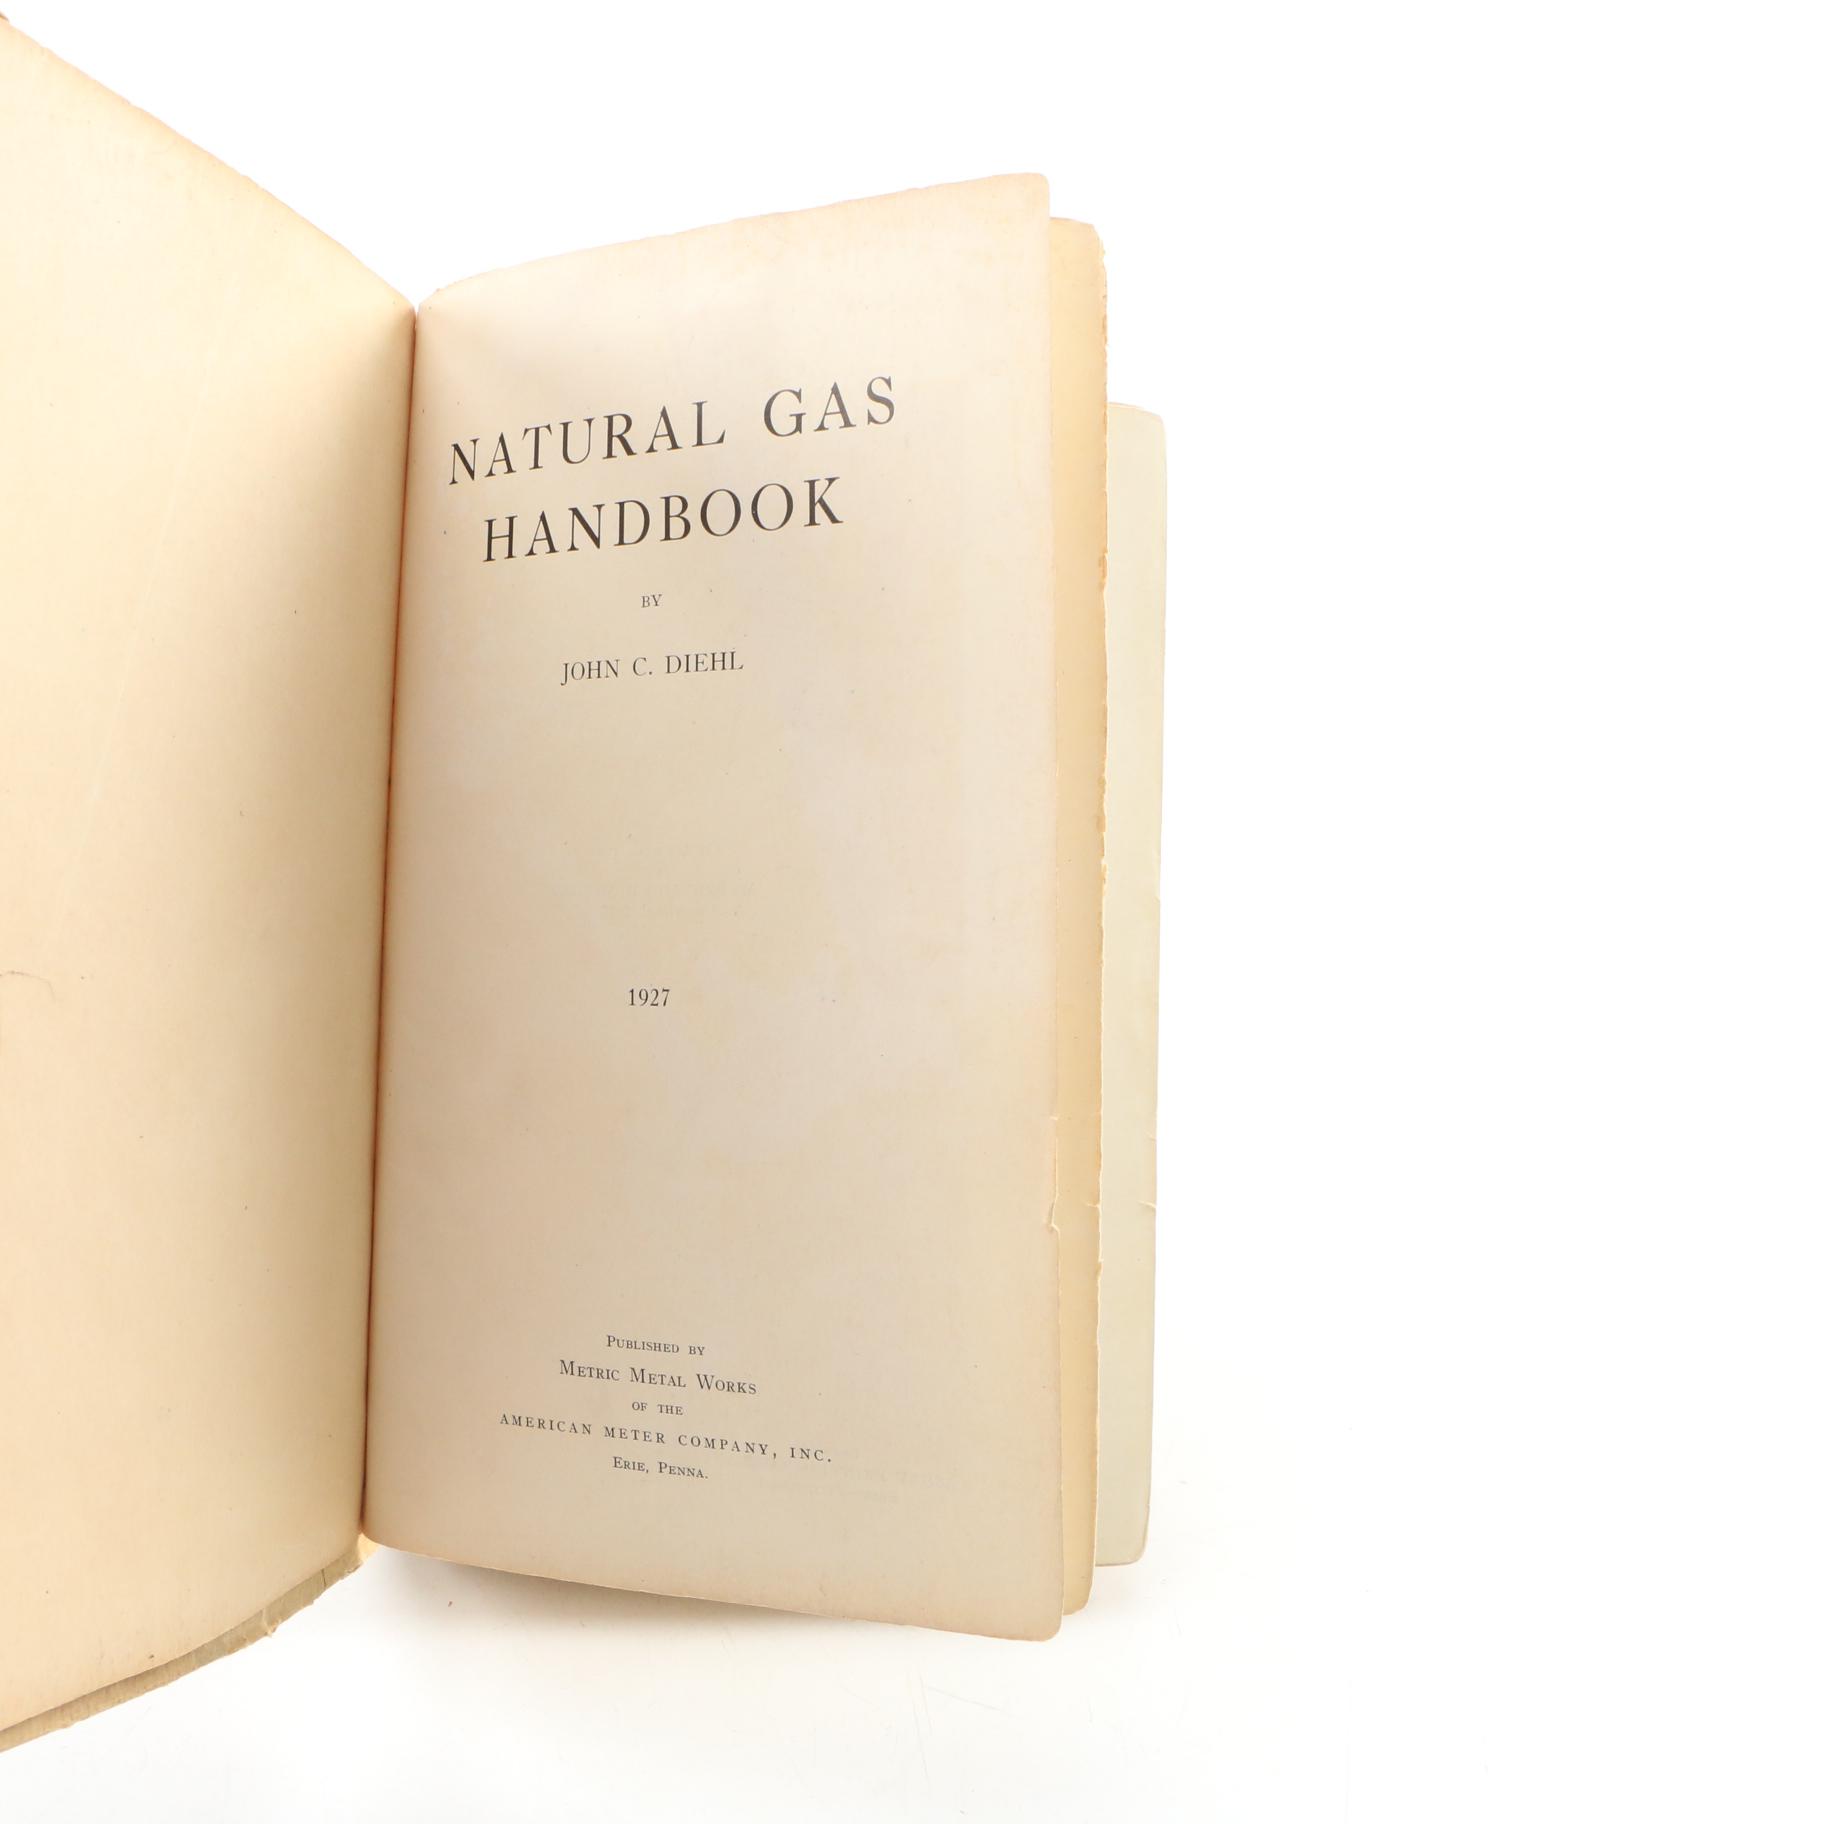 NATURAL GAS
HANDBOOK
BY
JOHN C. DIEHL
1927
PUBLISHED BY
METRIC METAL WORKS
OF THE
AMERICAN METER COMPANY, INC.
ERIE, PENNA.